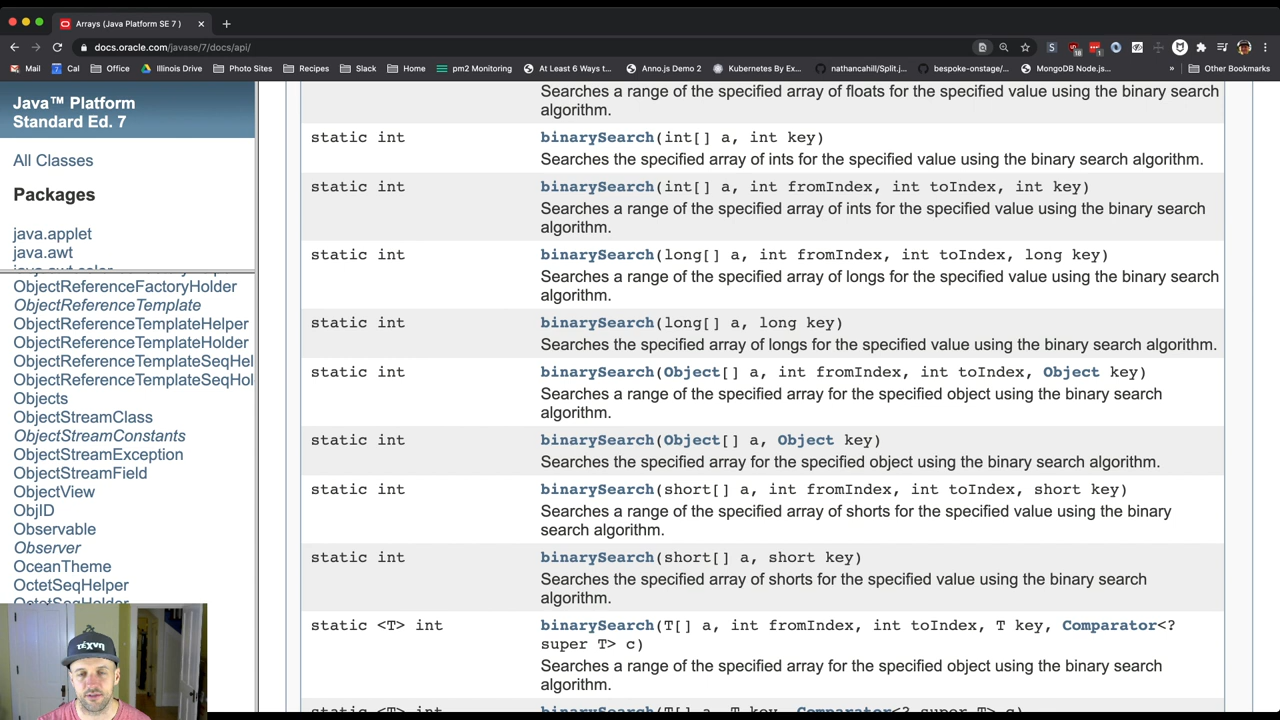 Arrays (Java Platform SE 7 )
docs.oracle.com/javase/7/docs/api/
Mail Cal Office Illinois Drive Photo Sites Recipes Slack Home pm2 Monitoring At Least 6 Ways t... Anno.js Demo 2 Kubernetes By Ex... nathancahill/Split.j... bespoke-onstage/... MongoDB Node.js... » Other Bookmarks
Java™ Platform
Standard Ed. 7
All Classes
Packages
java.applet
java.awt
java.awt.color
ObjectReferenceFactoryHolder
ObjectReferenceTemplate
ObjectReferenceTemplateHelper
ObjectReferenceTemplateHolder
ObjectReferenceTemplateSeqHel
ObjectReferenceTemplateSeqHol
Objects
ObjectStreamClass
ObjectStreamConstants
ObjectStreamException
ObjectStreamField
ObjectView
ObjID
Observable
Observer
OceanTheme
OctetSeqHelper
OctetSeqHolder
Searches a range of the specified array of floats for the specified value using the binary search
algorithm.
static int binarySearch(int[] a, int key)
Searches the specified array of ints for the specified value using the binary search algorithm.
static int binarySearch(int[] a, int fromIndex, int toIndex, int key)
Searches a range of the specified array of ints for the specified value using the binary search
algorithm.
static int binarySearch(long[] a, int fromIndex, int toIndex, long key)
Searches a range of the specified array of longs for the specified value using the binary search
algorithm.
static int binarySearch(long[] a, long key)
Searches the specified array of longs for the specified value using the binary search algorithm.
static int binarySearch(Object[] a, int fromIndex, int toIndex, Object key)
Searches a range of the specified array for the specified object using the binary search
algorithm.
static int binarySearch(Object[] a, Object key)
Searches the specified array for the specified object using the binary search algorithm.
static int binarySearch(short[] a, int fromIndex, int toIndex, short key)
Searches a range of the specified array of shorts for the specified value using the binary
search algorithm.
static int binarySearch(short[] a, short key)
Searches the specified array of shorts for the specified value using the binary search
algorithm.
static <T> int binarySearch(T[] a, int fromIndex, int toIndex, T key, Comparator<?
super T> c)
Searches a range of the specified array for the specified object using the binary search
algorithm.
static <T> int binarySearch(T[] a, T key, Comparator<? super T> c)
τέχνη